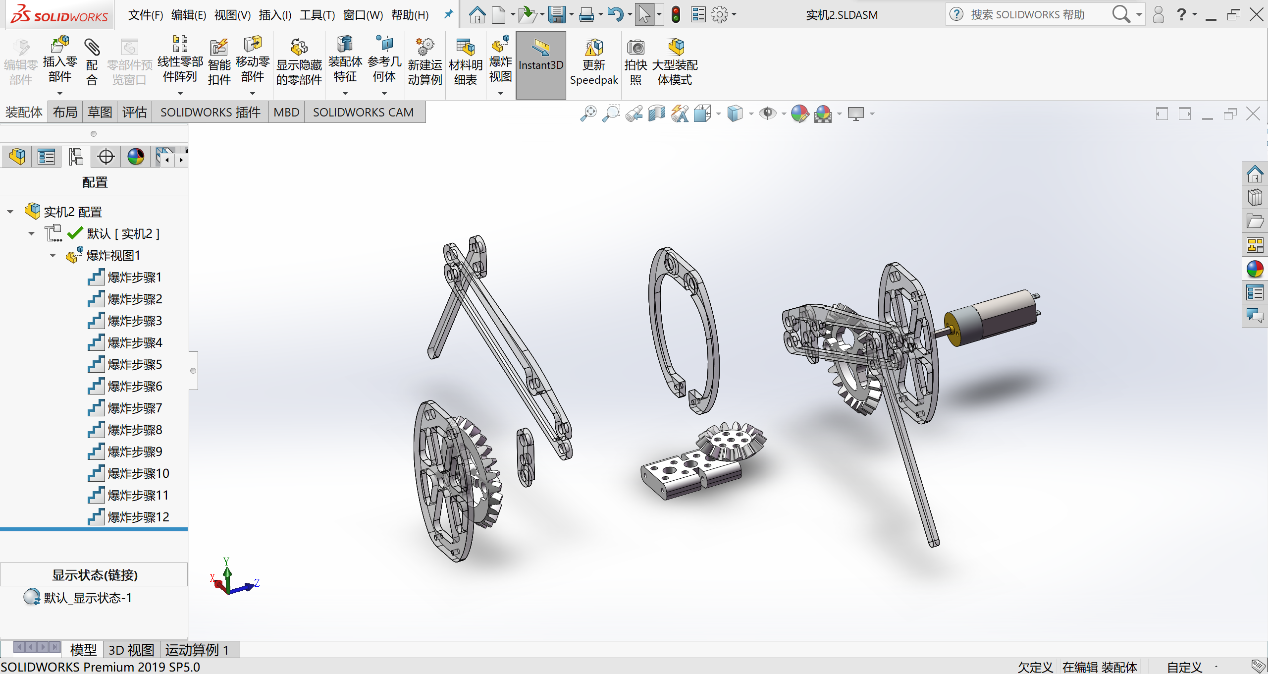 SOLIDWORKS 文件(F) 编辑(E) 视图(V) 插入(I) 工具(T) 窗口(W) 帮助(H) 实机2.SLDASM 搜索 SOLIDWORKS 帮助
编辑零部件
插入零部件
配合
零部件预览窗口
线性零部件阵列
智能扣件
移动零部件
显示隐藏的零部件
装配体特征
参考几何体
新建运动算例
材料明细表
爆炸视图
Instant3D
更新Speedpak
拍快照
大型装配体模式
装配体 布局 草图 评估 SOLIDWORKS 插件 MBD SOLIDWORKS CAM
配置
实机2 配置
默认 [ 实机2 ]
爆炸视图1
爆炸步骤1
爆炸步骤2
爆炸步骤3
爆炸步骤4
爆炸步骤5
爆炸步骤6
爆炸步骤7
爆炸步骤8
爆炸步骤9
爆炸步骤10
爆炸步骤11
爆炸步骤12
显示状态(链接)
默认_显示状态-1
Y
X
Z
模型 3D 视图 运动算例 1
SOLIDWORKS Premium 2019 SP5.0 欠定义 在编辑 装配体 自定义